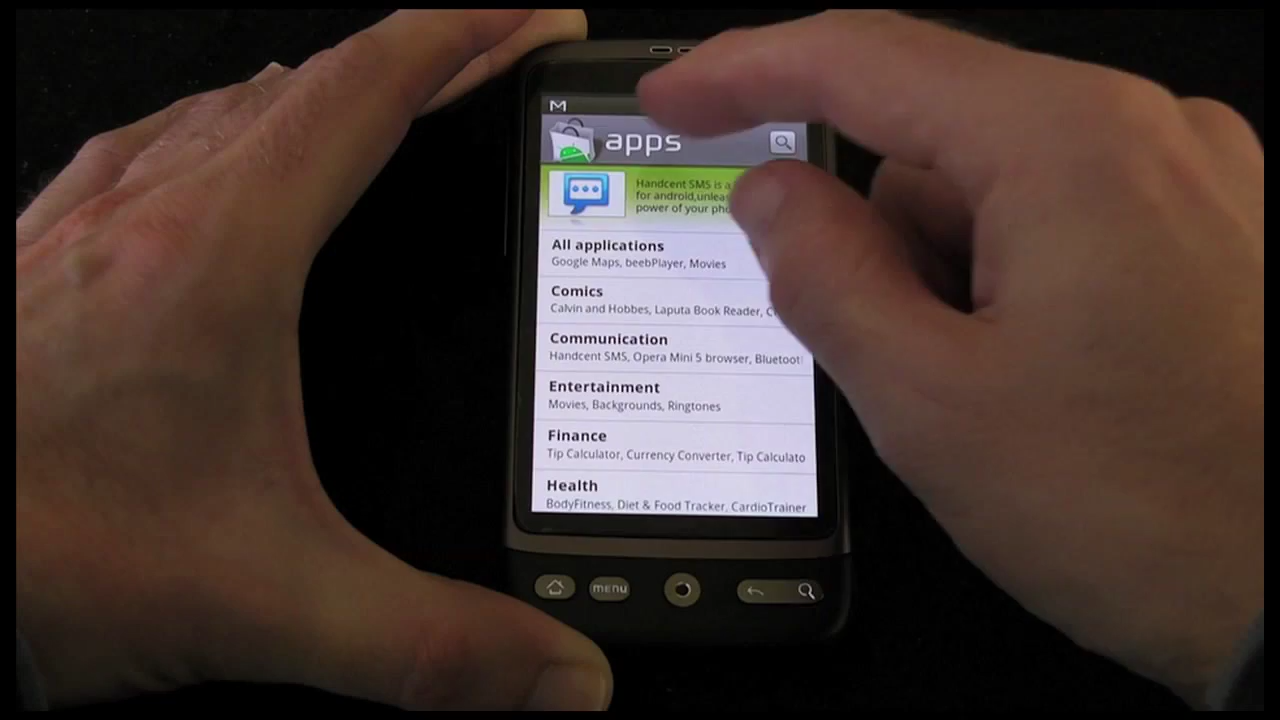 apps
Handcent SMS is a
for android,unleas
power of your pho
All applications
Google Maps, beebPlayer, Movies
Comics
Calvin and Hobbes, Laputa Book Reader, C
Communication
Handcent SMS, Opera Mini 5 browser, Bluetoot
Entertainment
Movies, Backgrounds, Ringtones
Finance
Tip Calculator, Currency Converter, Tip Calculato
Health
BodyFitness, Diet & Food Tracker, CardioTrainer
menu